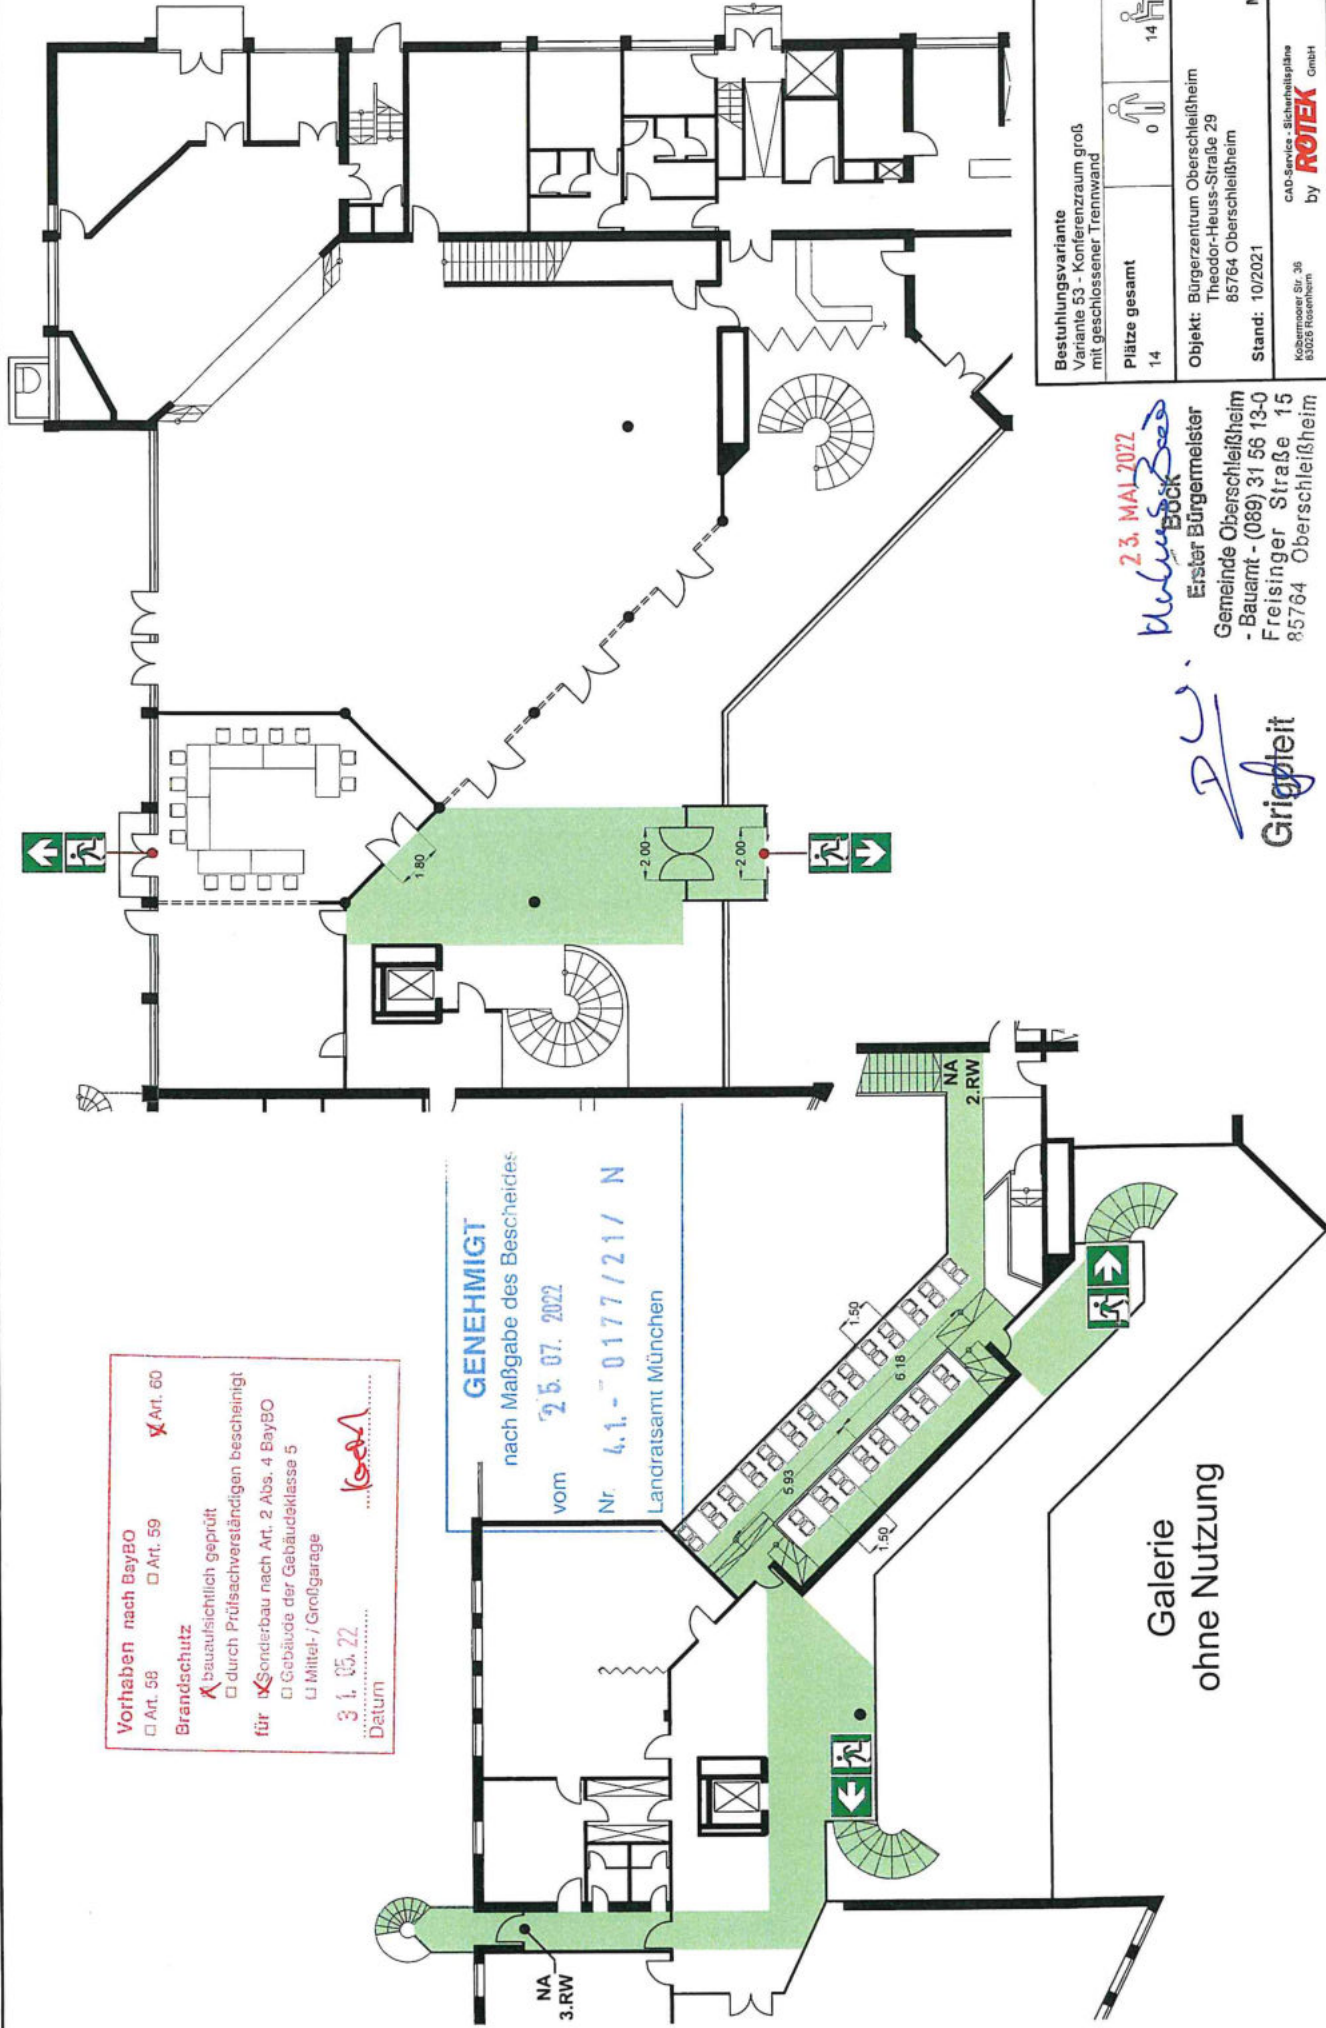 Vorhaben nach BayBO
□ Art. 58 □ Art. 59 Art. 60
Brandschutz
bauaufsichtlich geprüft
□ durch Prüfsachverständigen bescheinigt
für Sonderbau nach Art. 2 Abs. 4 BayBO
□ Gebäude der Gebäudeklasse 5
□ Mittel- / Großgarage
3 1. 05. 22
Datum
GENEHMIGT
nach Maßgabe des Bescheides
vom 25. 07. 2022
Nr. 4.1.- 0177/21/ N
Landratsamt München
1.80
2.00
2.00
NA
2.RW
NA
3.RW
1.50
6.18
5.93
1.50
Galerie
ohne Nutzung
23. MAI 2022
Bock
Erster Bürgermeister
Gemeinde Oberschleißheim
- Bauamt - (089) 31 56 13-0
Freisinger Straße 15
85764 Oberschleißheim
Bestuhlungsvariante
Variante 53 - Konferenzraum groß
mit geschlossener Trennwand
Plätze gesamt
14
0
14
Objekt: Bürgerzentrum Oberschleißheim
Theodor-Heuss-Straße 29
85764 Oberschleißheim
Stand: 10/2021
Kolbermoorer Str. 36
83026 Rosenheim
CAD-Service - Sicherheitspläne
by ROTEK GmbH